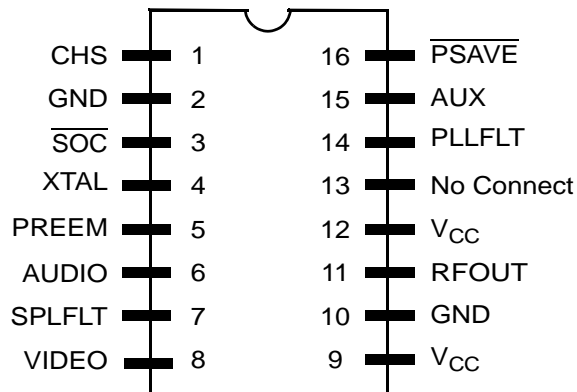 CHS 1 16 PSAVE
GND 2 15 AUX
SOC 3 14 PLLFLT
XTAL 4 13 No Connect
PREEM 5 12 VCC
AUDIO 6 11 RFOUT
SPLFLT 7 10 GND
VIDEO 8 9 VCC